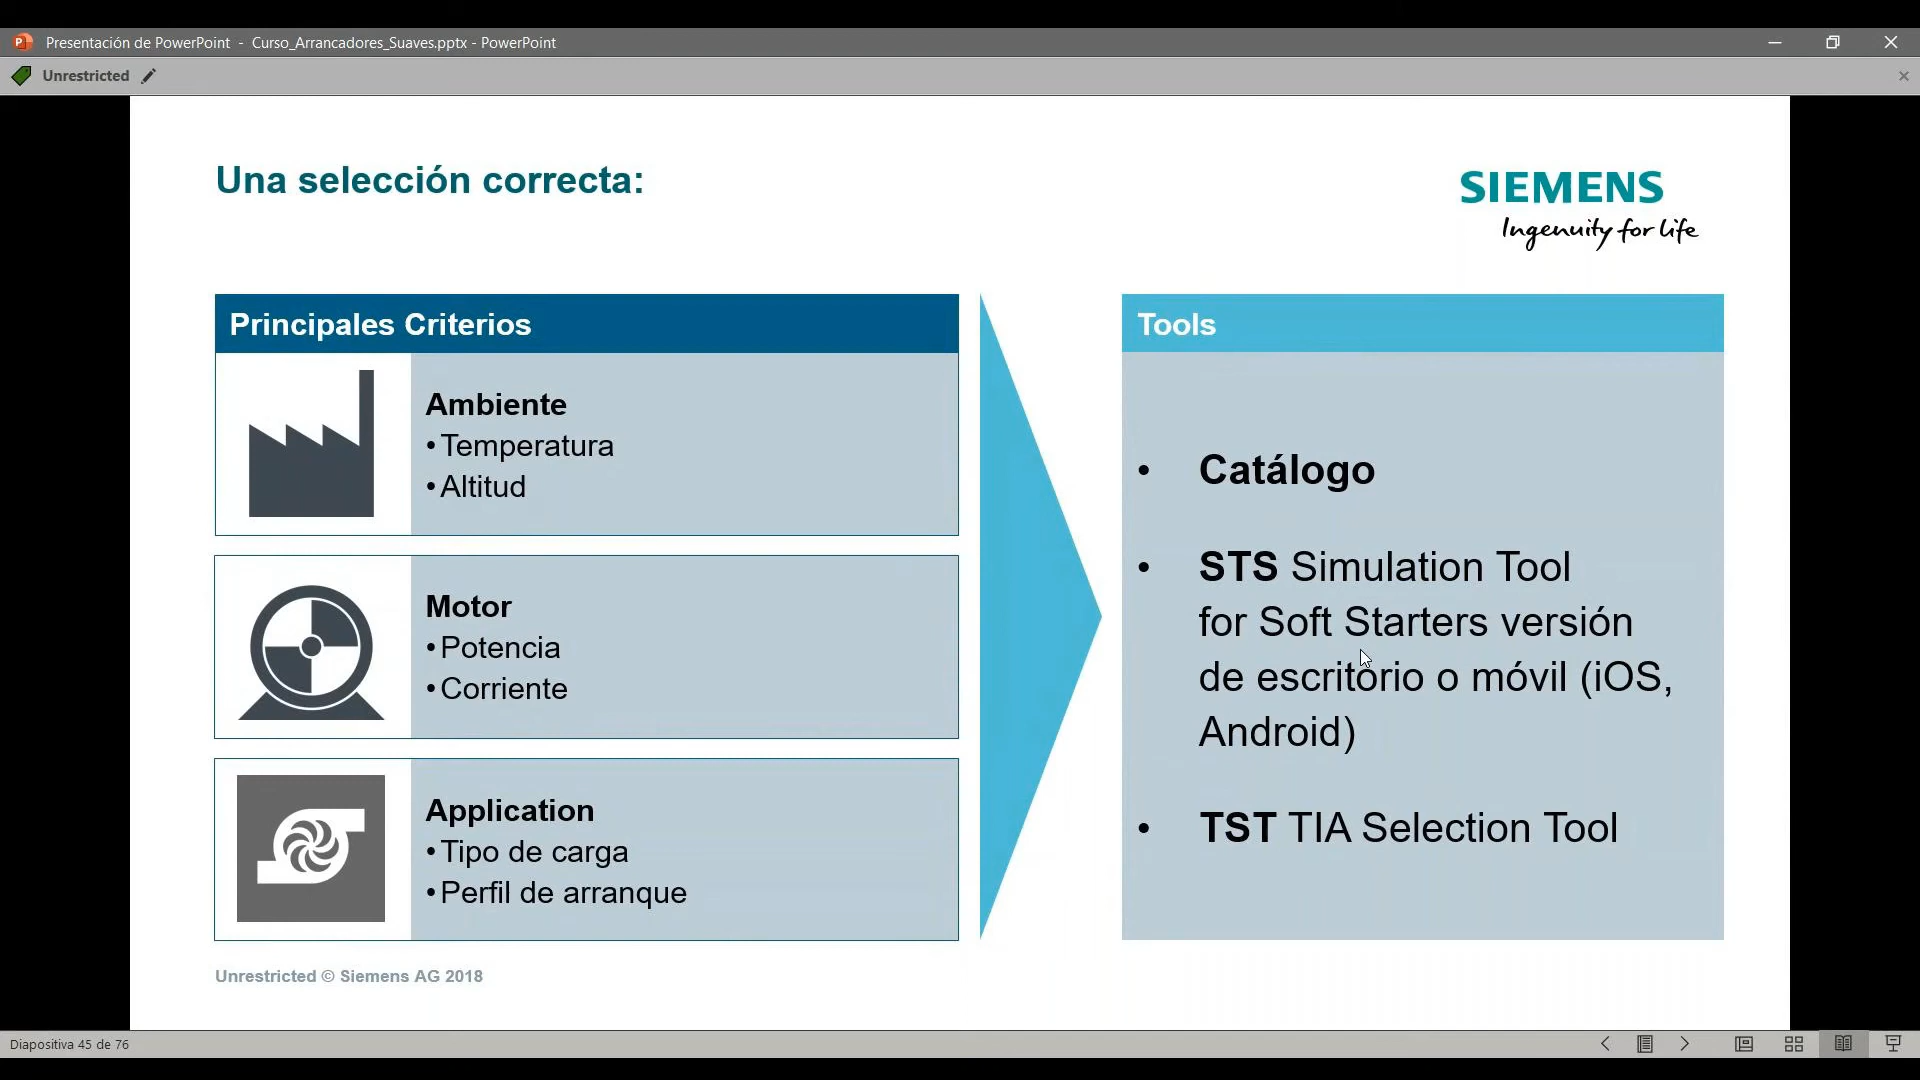 Presentación de PowerPoint - Curso_Arrancadores_Suaves.pptx - PowerPoint
Unrestricted
Una selección correcta:
SIEMENS
Ingenuity for life
Principales Criterios
Ambiente
•Temperatura
•Altitud
Motor
•Potencia
•Corriente
Application
•Tipo de carga
•Perfil de arranque
Tools
• Catálogo
• STS Simulation Tool
for Soft Starters versión
de escritorio o móvil (iOS,
Android)
• TST TIA Selection Tool
Unrestricted © Siemens AG 2018
Diapositiva 45 de 76